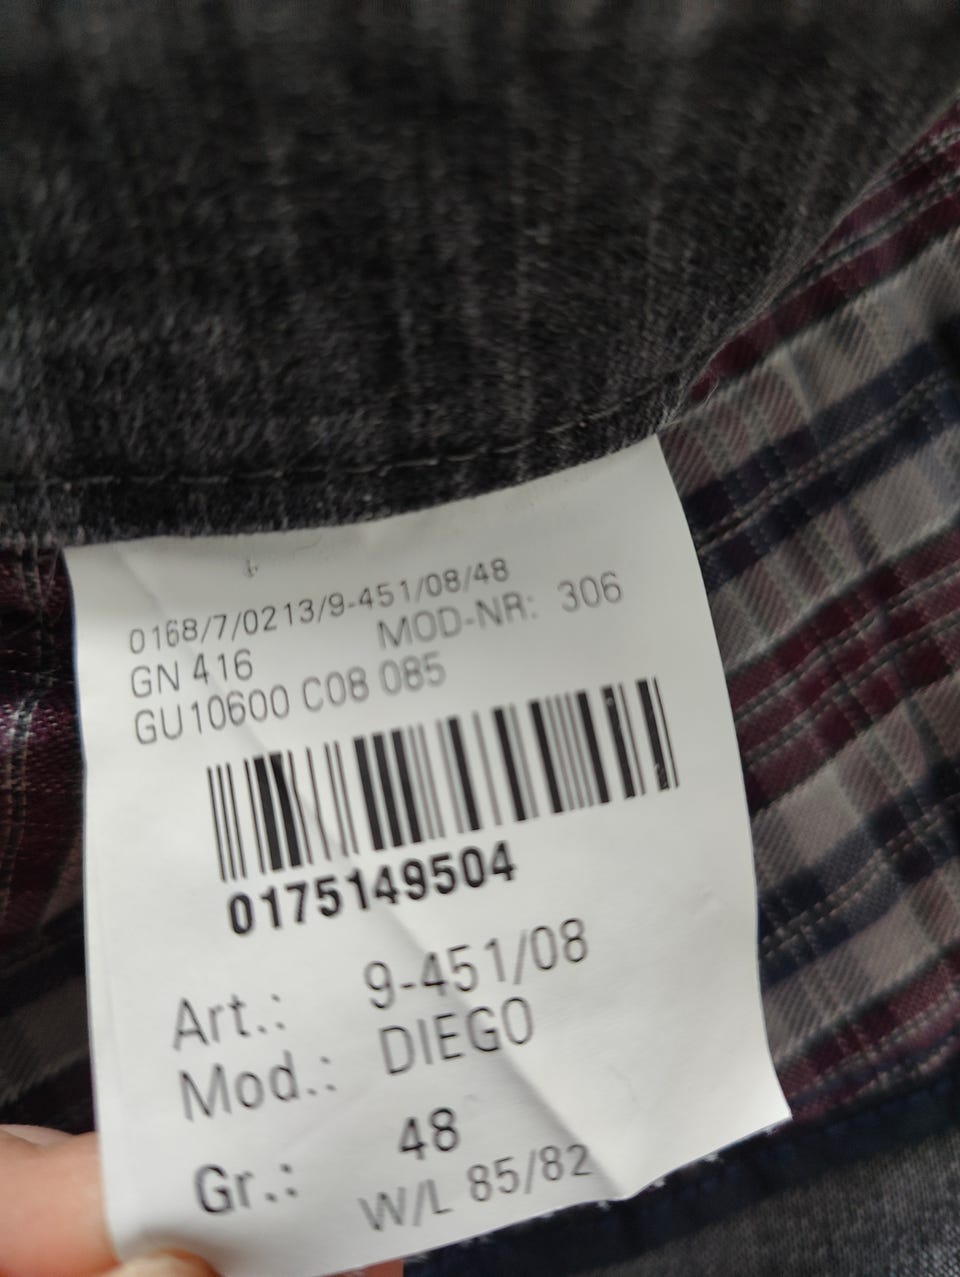 0168/7/0213/9-451/08/48
GN 416 MOD-NR: 306
GU10600 C08 085
0175149504
Art.: 9-451/08
Mod.: DIEGO
Gr.: 48
W/L 85/82